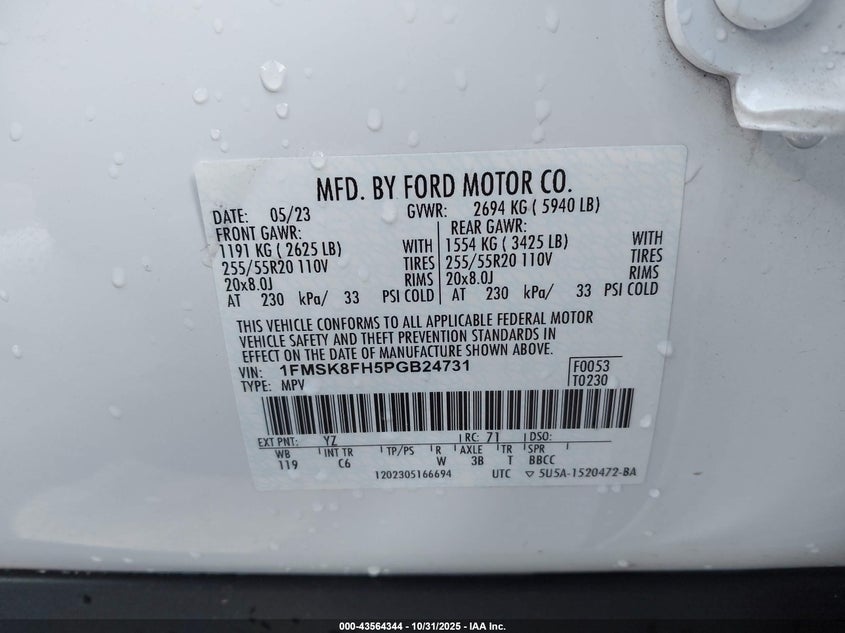 MFD. BY FORD MOTOR CO.
DATE: 05/23 GVWR: 2694 KG ( 5940 LB)
FRONT GAWR: REAR GAWR:
1191 KG ( 2625 LB) WITH 1554 KG ( 3425 LB) WITH
255/55R20 110V TIRES 255/55R20 110V TIRES
20x8.0J RIMS 20x8.0J RIMS
AT 230 kPa/ 33 PSI COLD AT 230 kPa/ 33 PSI COLD
THIS VEHICLE CONFORMS TO ALL APPLICABLE FEDERAL MOTOR
VEHICLE SAFETY AND THEFT PREVENTION STANDARDS IN
EFFECT ON THE DATE OF MANUFACTURE SHOWN ABOVE.
VIN: 1FMSK8FH5PGB24731 F0053
TYPE: MPV T0230
EXT PNT: YZ RC: 71 DSO:
WB INT TR TP/PS R AXLE TR SPR
119 C6 W 3B T BBCC
1202305166694 UTC ▽ 5U5A-1520472-BA
000-43564344 | 10/31/2025 - IAA Inc.